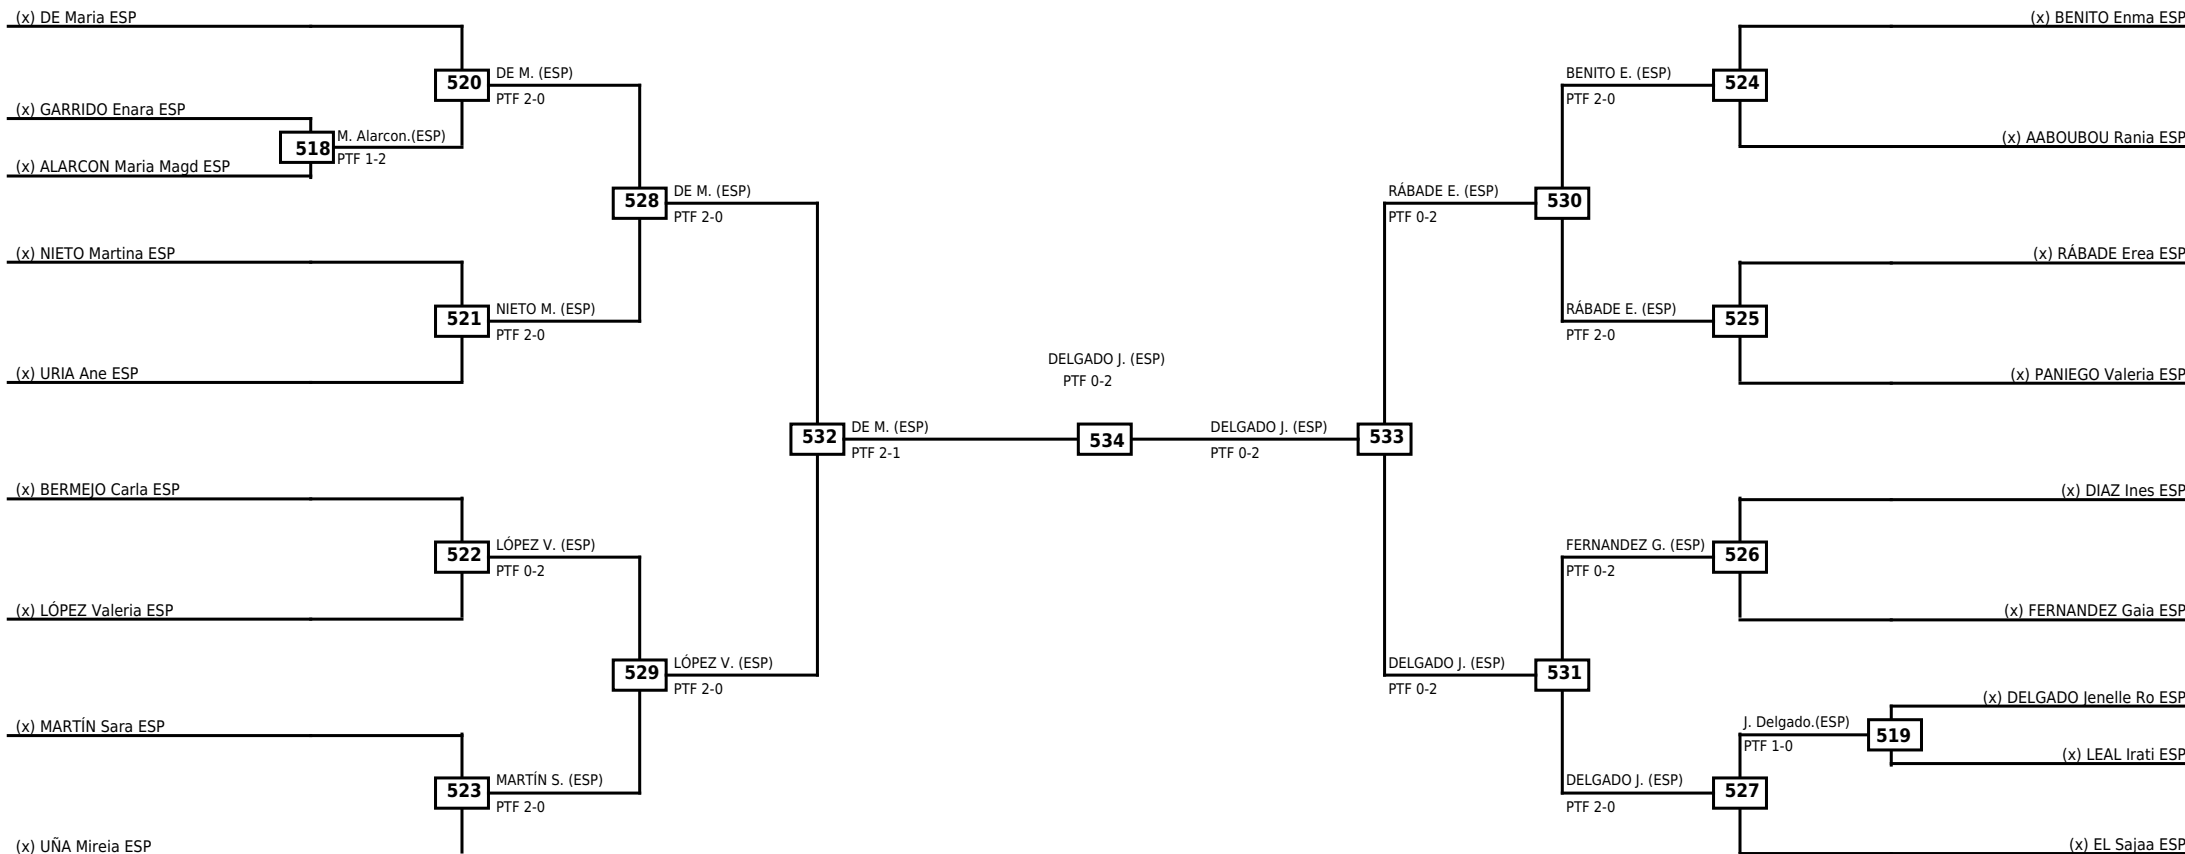 (x) DE Maria ESP
(x) BENITO Enma ESP
520
DE M. (ESP)
PTF 2-0
BENITO E. (ESP)
PTF 2-0
524
(x) GARRIDO Enara ESP
518
M. Alarcon.(ESP)
PTF 1-2
(x) AABOUBOU Rania ESP
(x) ALARCON Maria Magd ESP
528
DE M. (ESP)
PTF 2-0
RÁBADE E. (ESP)
PTF 0-2
530
(x) NIETO Martina ESP
(x) RÁBADE Erea ESP
521
NIETO M. (ESP)
PTF 2-0
RÁBADE E. (ESP)
PTF 2-0
525
DELGADO J. (ESP)
PTF 0-2
(x) URIA Ane ESP
(x) PANIEGO Valeria ESP
532
DE M. (ESP)
PTF 2-1
534
DELGADO J. (ESP)
PTF 0-2
533
(x) BERMEJO Carla ESP
(x) DIAZ Ines ESP
522
LÓPEZ V. (ESP)
PTF 0-2
FERNANDEZ G. (ESP)
PTF 0-2
526
(x) LÓPEZ Valeria ESP
(x) FERNANDEZ Gaia ESP
529
LÓPEZ V. (ESP)
PTF 2-0
DELGADO J. (ESP)
PTF 0-2
531
(x) DELGADO Jenelle Ro ESP
(x) MARTÍN Sara ESP
J. Delgado.(ESP)
PTF 1-0
519
(x) LEAL Irati ESP
523
MARTÍN S. (ESP)
PTF 2-0
DELGADO J. (ESP)
PTF 2-0
527
(x) UÑA Mireia ESP
(x) EL Sajaa ESP